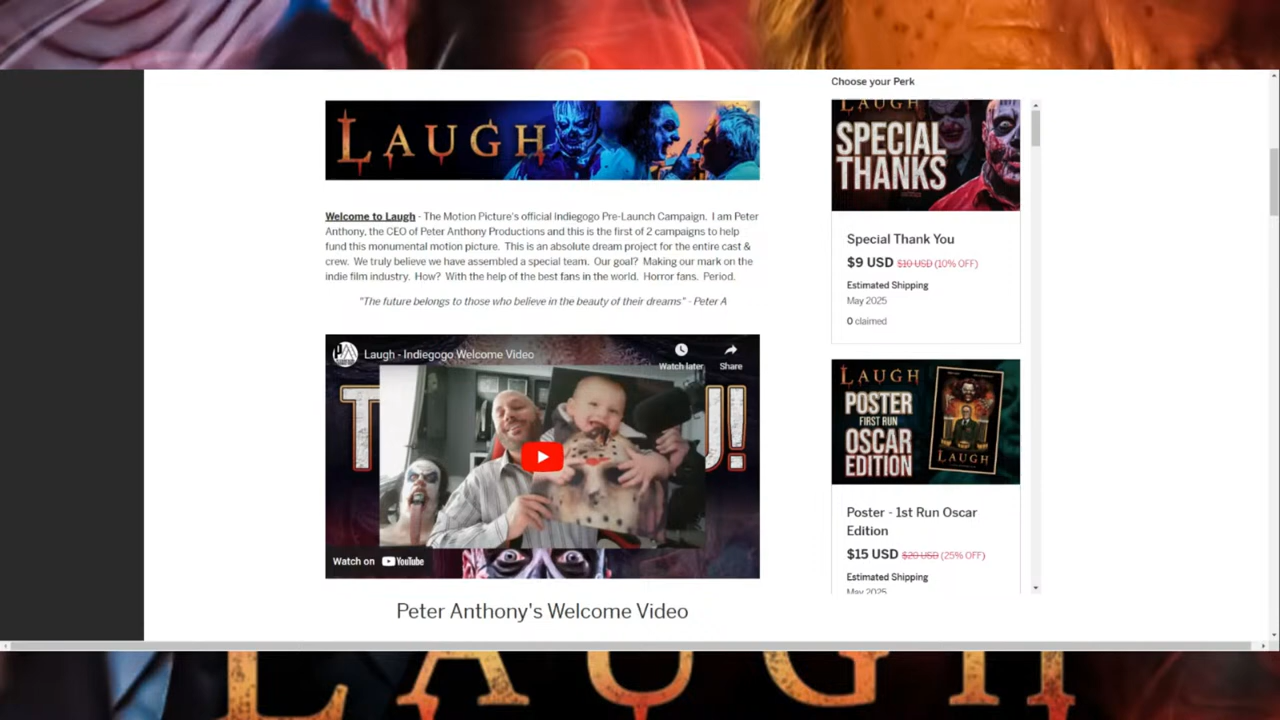 LAUGH
Welcome to Laugh - The Motion Picture's official Indiegogo Pre-Launch Campaign. I am Peter
Anthony, the CEO of Peter Anthony Productions and this is the first of 2 campaigns to help
fund this monumental motion picture. This is an absolute dream project for the entire cast &
crew. We truly believe we have assembled a special team. Our goal? Making our mark on the
indie film industry. How? With the help of the best fans in the world. Horror fans. Period.
"The future belongs to those who believe in the beauty of their dreams" - Peter A
Laugh - Indiegogo Welcome Video
Watch later
Share
Watch on YouTube
Peter Anthony's Welcome Video
Choose your Perk
LAUGH
SPECIAL
THANKS
Special Thank You
$9 USD $10 USD (10% OFF)
Estimated Shipping
May 2025
0 claimed
LAUGH
POSTER
FIRST RUN
OSCAR
EDITION
LAUGH
Poster - 1st Run Oscar
Edition
$15 USD $20 USD (25% OFF)
Estimated Shipping
May 2025
LAUGH